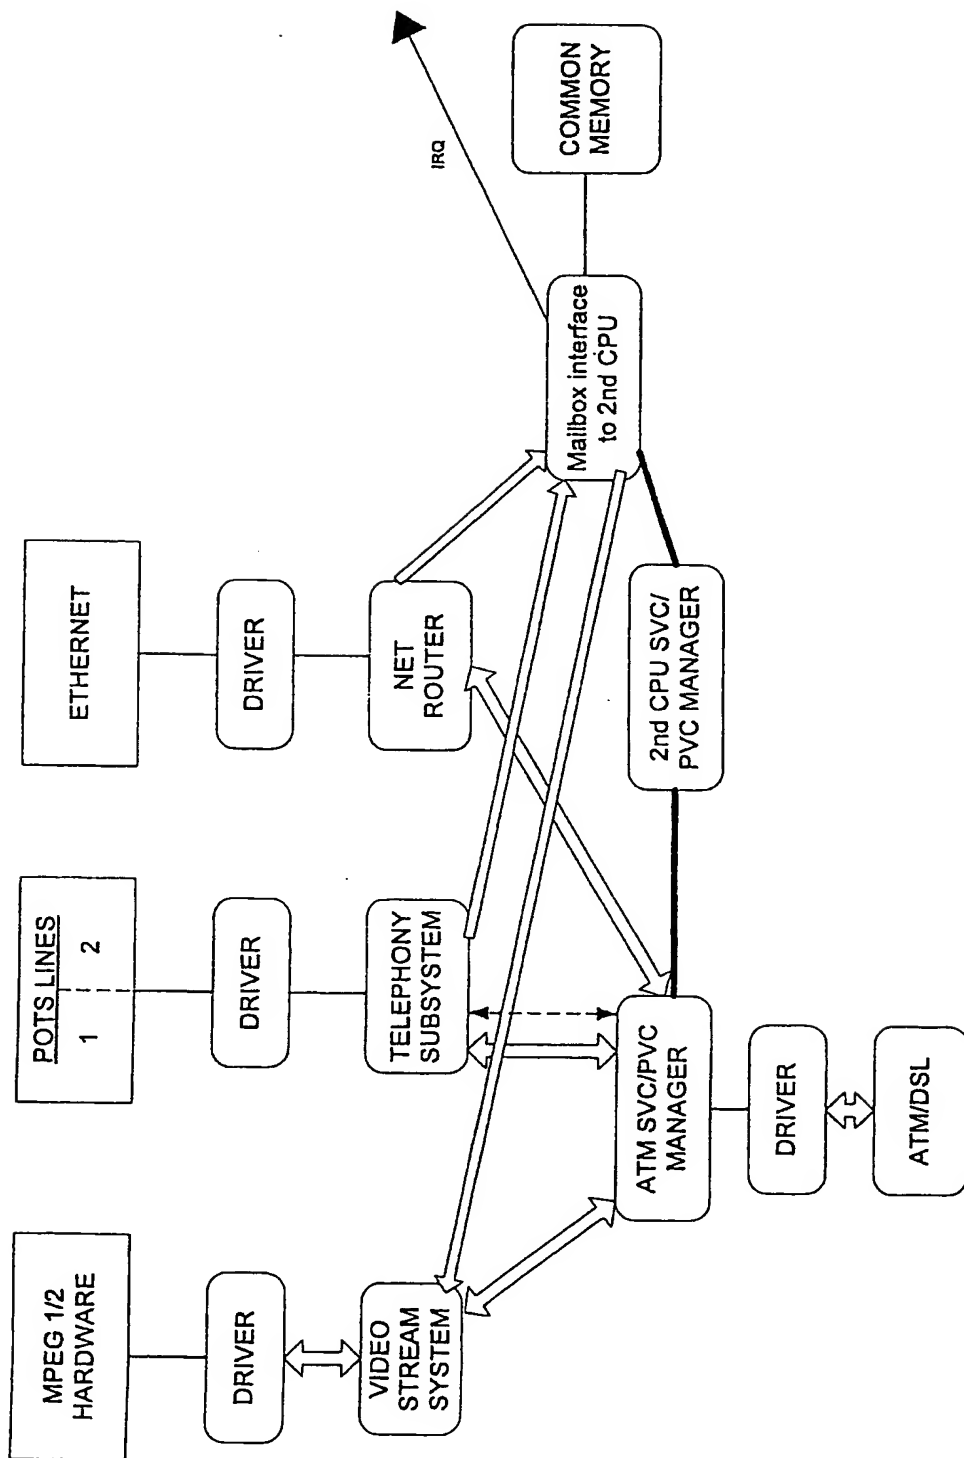 MPEG 1/2
HARDWARE
POTS LINES
1
2
ETHERNET
DRIVER
DRIVER
DRIVER
VIDEO
STREAM
SYSTEM
TELEPHONY
SUBSYSTEM
NET
ROUTER
IRQ
Mailbox interface
to 2nd CPU
COMMON
MEMORY
ATM SVC/PVC
MANAGER
2nd CPU SVC/
PVC MANAGER
DRIVER
ATM/DSL